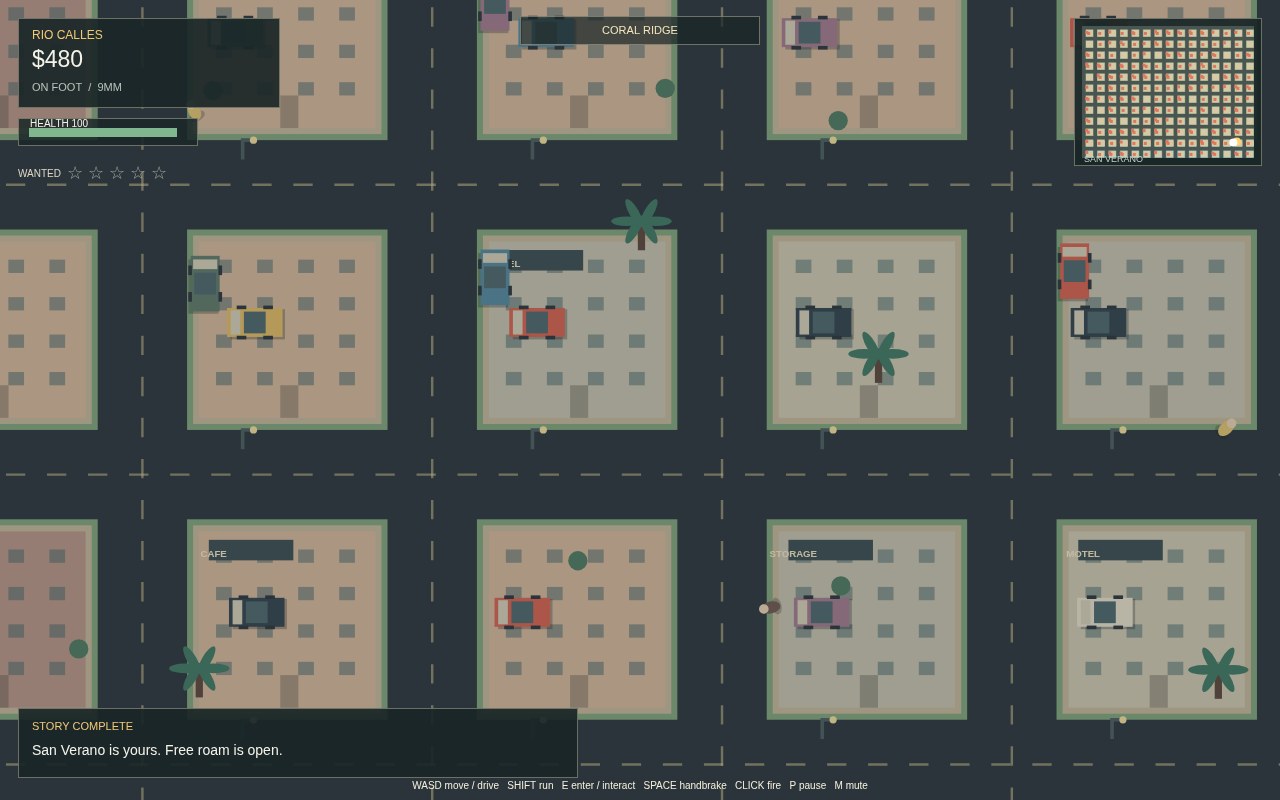 RIO CALLES
$480
ON FOOT / 9MM
HEALTH 100
WANTED ☆ ☆ ☆ ☆ ☆
CORAL RIDGE
SAN VERANO
EL
CAFE
STORAGE
MOTEL
STORY COMPLETE
San Verano is yours. Free roam is open.
WASD move / drive SHIFT run E enter / interact SPACE handbrake CLICK fire P pause M mute